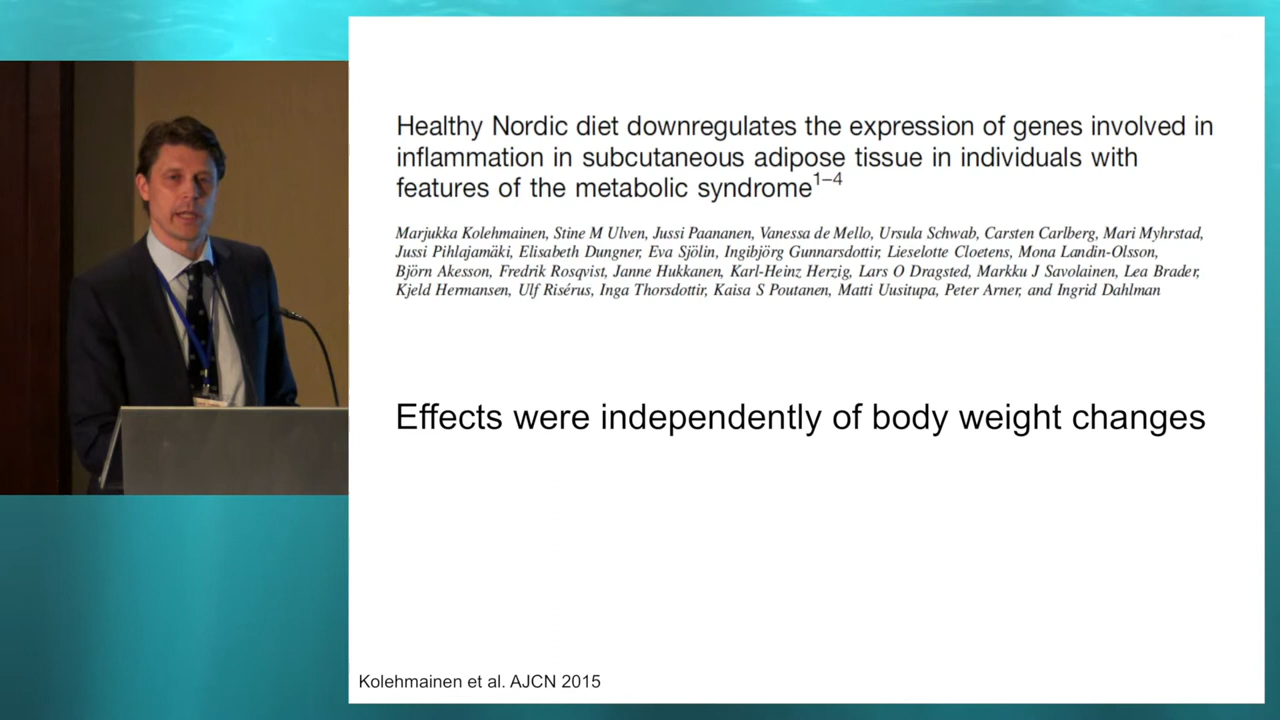 Healthy Nordic diet downregulates the expression of genes involved in
inflammation in subcutaneous adipose tissue in individuals with
features of the metabolic syndrome1–4
Marjukka Kolehmainen, Stine M Ulven, Jussi Paananen, Vanessa de Mello, Ursula Schwab, Carsten Carlberg, Mari Myhrstad,
Jussi Pihlajamäki, Elisabeth Dungner, Eva Sjölin, Ingibjörg Gunnarsdottir, Lieselotte Cloetens, Mona Landin-Olsson,
Björn Akesson, Fredrik Rosqvist, Janne Hukkanen, Karl-Heinz Herzig, Lars O Dragsted, Markku J Savolainen, Lea Brader,
Kjeld Hermansen, Ulf Risérus, Inga Thorsdottir, Kaisa S Poutanen, Matti Uusitupa, Peter Arner, and Ingrid Dahlman
Effects were independently of body weight changes
Kolehmainen et al. AJCN 2015